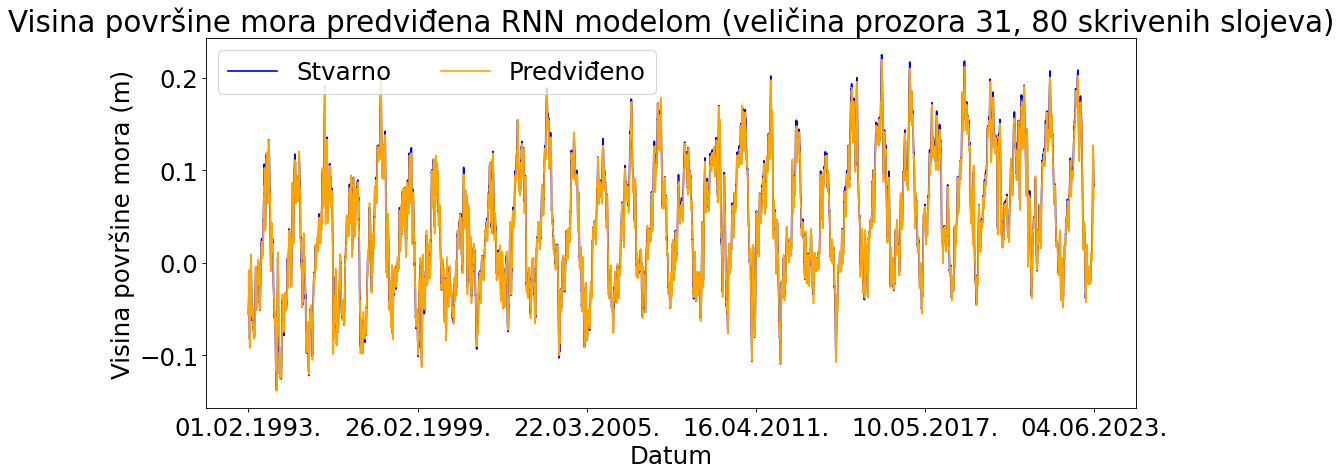 Visina površine mora predviđena RNN modelom (veličina prozora 31, 80 skrivenih slojeva)
Stvarno Predviđeno
Visina površine mora (m)
0.2
0.1
0.0
−0.1
01.02.1993. 26.02.1999. 22.03.2005. 16.04.2011. 10.05.2017. 04.06.2023.
Datum